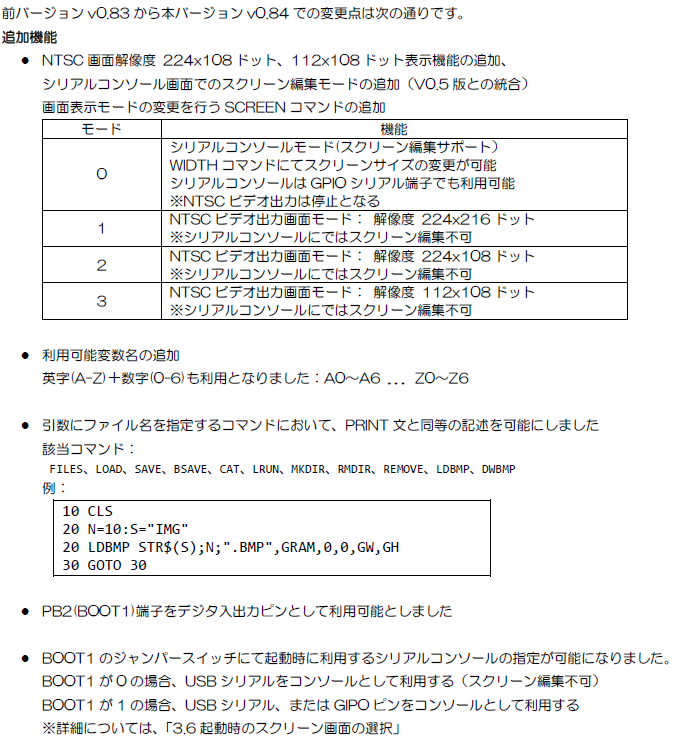 前バージョン v0.83 から本バージョン v0.84 での変更点は次の通りです。
追加機能
● NTSC 画面解像度 224x108 ドット、112x108 ドット表示機能の追加、
シリアルコンソール画面でのスクリーン編集モードの追加（V0.5 版との統合）
画面表示モードの変更を行う SCREEN コマンドの追加
モード 機能
0
シリアルコンソールモード(スクリーン編集サポート)
WIDTH コマンドにてスクリーンサイズの変更が可能
シリアルコンソールは GPIO シリアル端子でも利用可能
※NTSC ビデオ出力は停止となる
1
NTSC ビデオ出力画面モード： 解像度 224x216 ドット
※シリアルコンソールにではスクリーン編集不可
2
NTSC ビデオ出力画面モード： 解像度 224x108 ドット
※シリアルコンソールにではスクリーン編集不可
3
NTSC ビデオ出力画面モード： 解像度 112x108 ドット
※シリアルコンソールにではスクリーン編集不可
● 利用可能変数名の追加
英字(A-Z)＋数字(0-6)も利用となりました：A0～A6 ... Z0～Z6
● 引数にファイル名を指定するコマンドにおいて、PRINT 文と同等の記述を可能にしました
該当コマンド：
FILES、LOAD、SAVE、BSAVE、CAT、LRUN、MKDIR、RMDIR、REMOVE、LDBMP、DWBMP
例：
10 CLS
20 N=10:S="IMG"
20 LDBMP STR$(S);N;".BMP",GRAM,0,0,GW,GH
30 GOTO 30
● PB2(BOOT1)端子をデジタ入出力ピンとして利用可能としました
● BOOT1 のジャンパースイッチにて起動時に利用するシリアルコンソールの指定が可能になりました。
BOOT1 が 0 の場合、USB シリアルをコンソールとして利用する（スクリーン編集不可）
BOOT1 が 1 の場合、USB シリアル、または GIPO ピンをコンソールとして利用する
※詳細については、「3.6 起動時のスクリーン画面の選択」